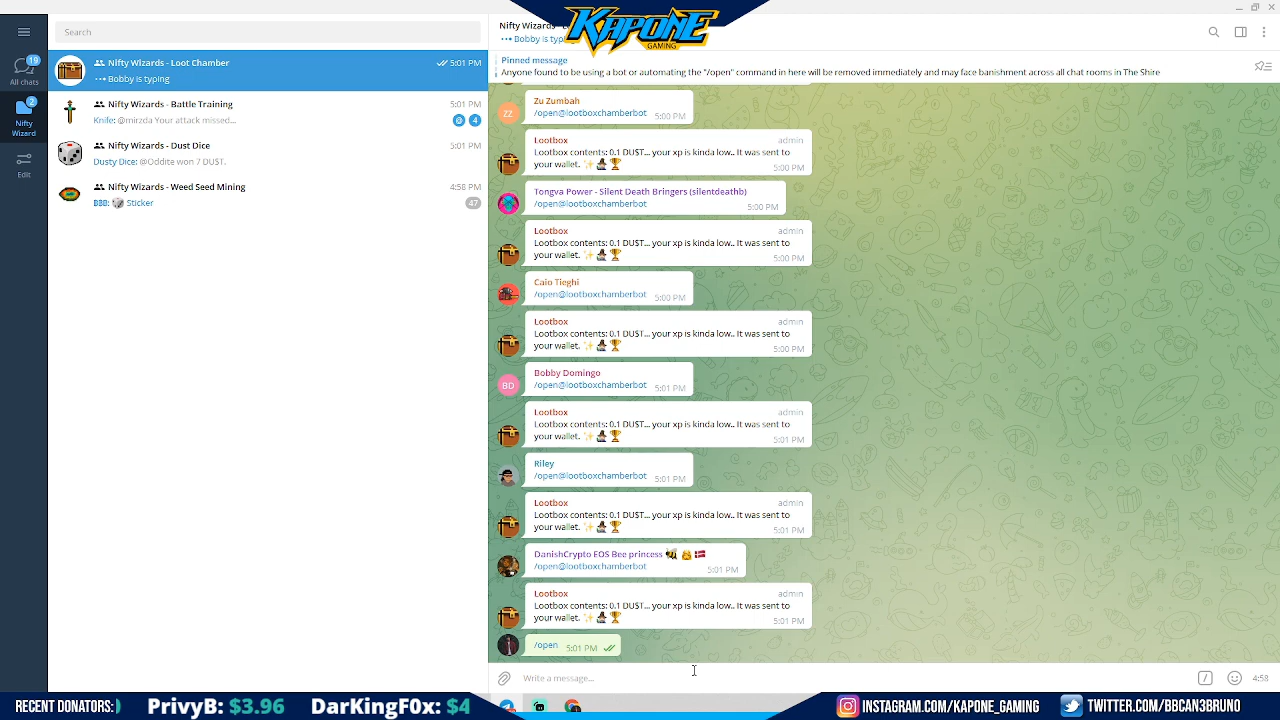 Search
All chats
19
Nifty Wizard
2
Edit
Nifty Wizards - Loot Chamber
5:01 PM
Bobby is typing
Nifty Wizards - Battle Training
5:01 PM
Knife: @mirzda Your attack missed...
@ 4
Nifty Wizards - Dust Dice
5:01 PM
Dusty Dice: @Oddite won 7 DUST.
Nifty Wizards - Weed Seed Mining
4:58 PM
BBB: Sticker
47
Nifty Wizards -
KAPONE
GAMING
Pinned message
Anyone found to be using a bot or automating the "/open" command in here will be removed immediately and may face banishment across all chat rooms in The Shire
ZZ
Zu Zumbah
/open@lootboxchamberbot 5:00 PM
Lootbox admin
Lootbox contents: 0.1 DUST... your xp is kinda low.. It was sent to
your wallet. ✨🧙🏆
5:00 PM
Tongva Power - Silent Death Bringers (silentdeathb)
/open@lootboxchamberbot 5:00 PM
Lootbox admin
Lootbox contents: 0.1 DUST... your xp is kinda low.. It was sent to
your wallet. ✨🧙🏆
5:00 PM
Caio Tieghi
/open@lootboxchamberbot 5:00 PM
Lootbox admin
Lootbox contents: 0.1 DUST... your xp is kinda low.. It was sent to
your wallet. ✨🧙🏆
5:00 PM
BD
Bobby Domingo
/open@lootboxchamberbot 5:01 PM
Lootbox admin
Lootbox contents: 0.1 DUST... your xp is kinda low.. It was sent to
your wallet. ✨🧙🏆
5:01 PM
Riley
/open@lootboxchamberbot 5:01 PM
Lootbox admin
Lootbox contents: 0.1 DUST... your xp is kinda low.. It was sent to
your wallet. ✨🧙🏆
5:01 PM
DanishCrypto EOS Bee princess 🐝 👸 🇩🇰
/open@lootboxchamberbot 5:01 PM
Lootbox admin
Lootbox contents: 0.1 DUST... your xp is kinda low.. It was sent to
your wallet. ✨🧙🏆
5:01 PM
/open 5:01 PM
Write a message...
4:58
RECENT DONATORS: PrivyB: $3.96 DarKingF0x: $4
INSTAGRAM.COM/KAPONE_GAMING
TWITTER.COM/BBCAN3BRUNO